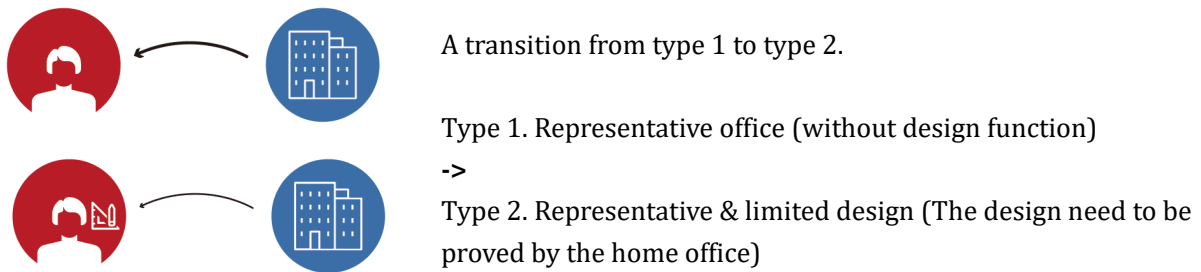 A transition from type 1 to type 2.
Type 1. Representative office (without design function)
->
Type 2. Representative & limited design (The design need to be
proved by the home office)